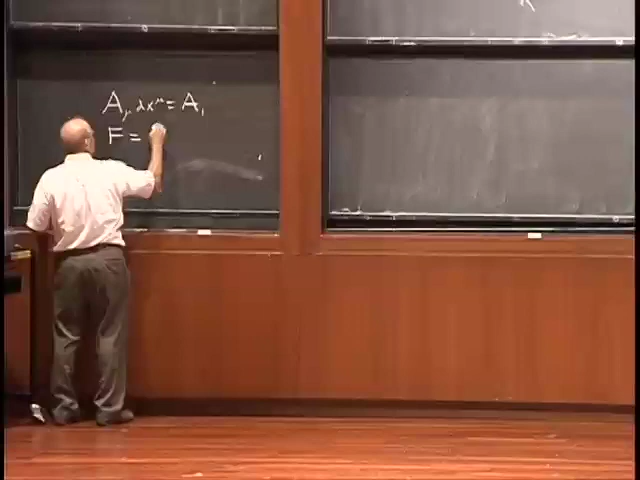 A_μ dx^μ = A_1
F =